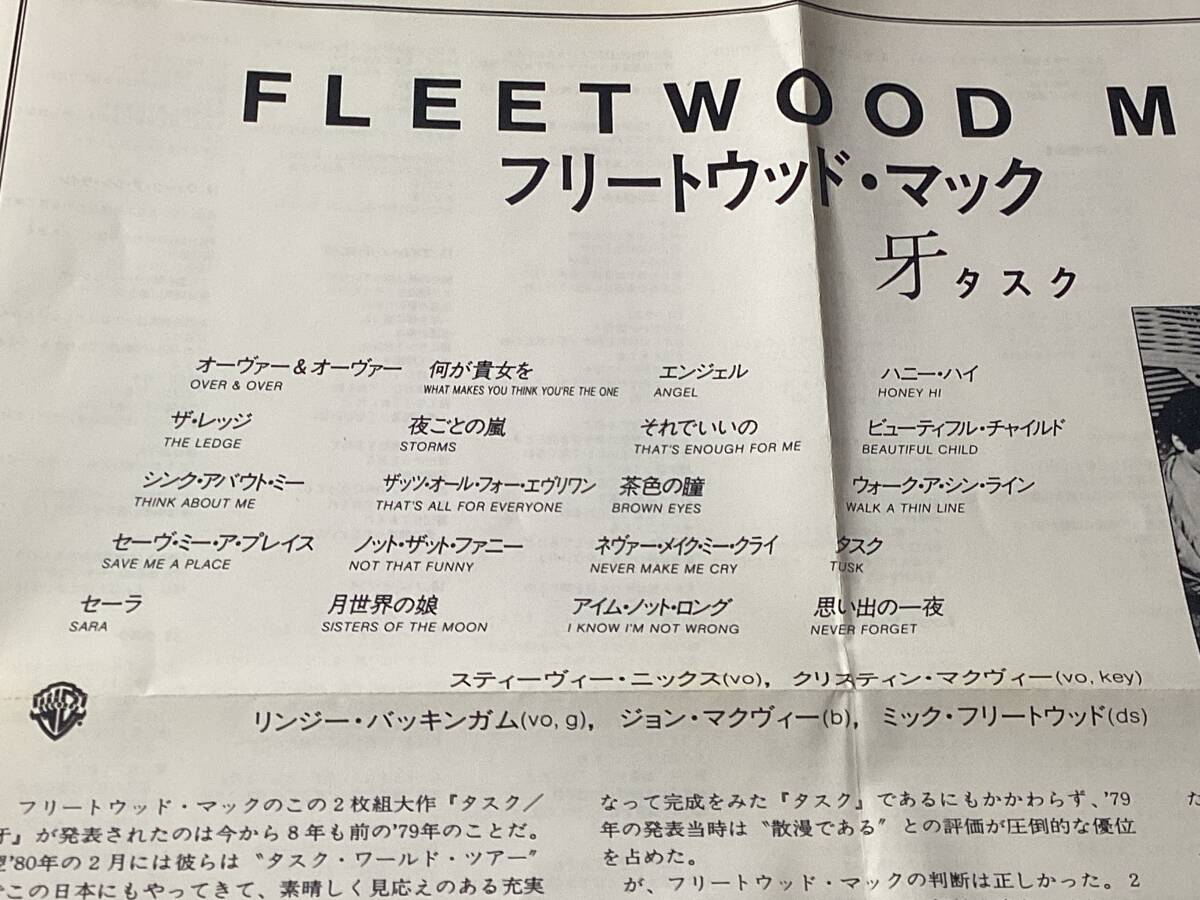 FLEETWOOD M
フリートウッド・マック
牙タスク
オーヴァー&オーヴァー
OVER & OVER
ザ・レッジ
THE LEDGE
シンク・アバウト・ミー
THINK ABOUT ME
セーヴ・ミー・ア・プレイス
SAVE ME A PLACE
セーラ
SARA
何が貴女を
WHAT MAKES YOU THINK YOU'RE THE ONE
夜ごとの嵐
STORMS
ザッツ・オール・フォー・エヴリワン
THAT'S ALL FOR EVERYONE
ノット・ザット・ファニー
NOT THAT FUNNY
月世界の娘
SISTERS OF THE MOON
エンジェル
ANGEL
それでいいの
THAT'S ENOUGH FOR ME
茶色の瞳
BROWN EYES
ネヴァー・メイク・ミー・クライ
NEVER MAKE ME CRY
アイム・ノット・ロング
I KNOW I'M NOT WRONG
ハニー・ハイ
HONEY HI
ビューティフル・チャイルド
BEAUTIFUL CHILD
ウォーク・ア・シン・ライン
WALK A THIN LINE
タスク
TUSK
思い出の一夜
NEVER FORGET
スティーヴィー・ニックス(vo), クリスティン・マクヴィー(vo, key)
リンジー・バッキンガム(vo, g), ジョン・マクヴィー(b), ミック・フリートウッド(ds)
フリートウッド・マックのこの2枚組大作『タスク/
牙』が発表されたのは今から8年も前の'79年のことだ。
翌'80年の2月には彼らは〝タスク・ワールド・ツアー〟
でこの日本にもやってきて、素晴しく見応えのある充実
なって完成をみた『タスク』であるにもかかわらず、'79
年の発表当時は〝散漫である〟との評価が圧倒的な優位
を占めた。
が、フリートウッド・マックの判断は正しかった。2
た